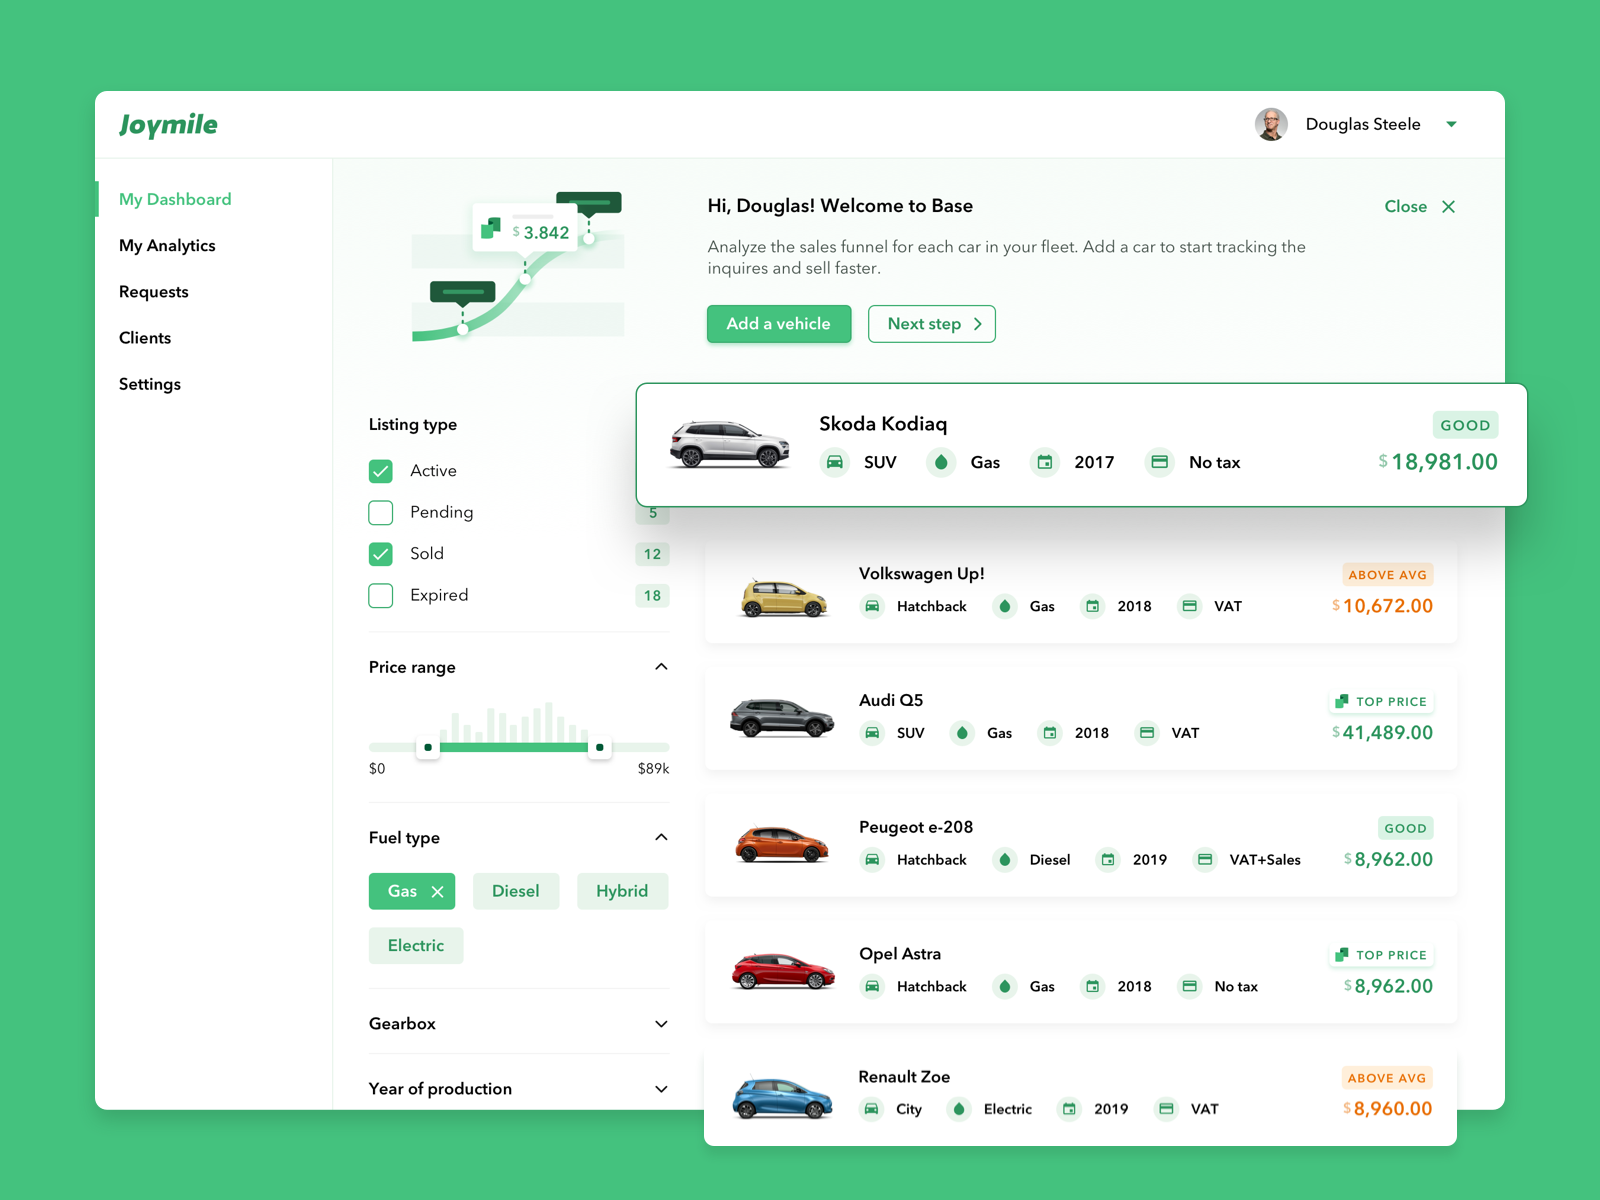 Joymile
Douglas Steele
My Dashboard
My Analytics
Requests
Clients
Settings
$ 3.842
Hi, Douglas! Welcome to Base
Close
Analyze the sales funnel for each car in your fleet. Add a car to start tracking the
inquires and sell faster.
Add a vehicle
Next step
Listing type
Active
Pending
5
Sold
12
Expired
18
Price range
$0
$89k
Fuel type
Gas
Diesel
Hybrid
Electric
Gearbox
Year of production
Skoda Kodiaq
GOOD
SUV
Gas
2017
No tax
$ 18,981.00
Volkswagen Up!
ABOVE AVG
Hatchback
Gas
2018
VAT
$ 10,672.00
Audi Q5
TOP PRICE
SUV
Gas
2018
VAT
$ 41,489.00
Peugeot e-208
GOOD
Hatchback
Diesel
2019
VAT+Sales
$ 8,962.00
Opel Astra
TOP PRICE
Hatchback
Gas
2018
No tax
$ 8,962.00
Renault Zoe
ABOVE AVG
City
Electric
2019
VAT
$ 8,960.00